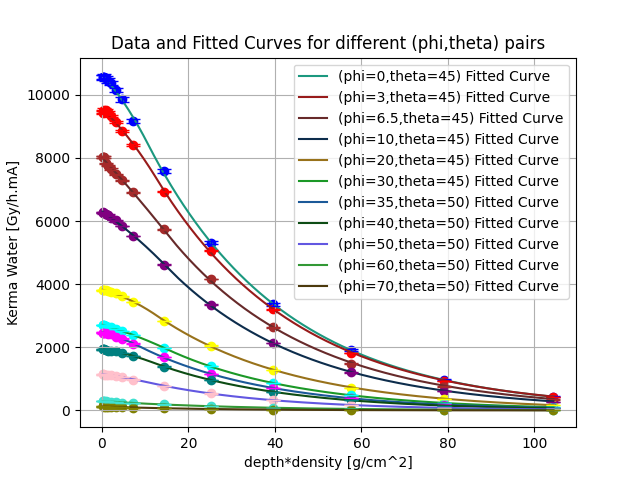 Data and Fitted Curves for different (phi,theta) pairs
Kerma Water [Gy/h.mA]
10000
8000
6000
4000
2000
0
(phi=0,theta=45) Fitted Curve
(phi=3,theta=45) Fitted Curve
(phi=6.5,theta=45) Fitted Curve
(phi=10,theta=45) Fitted Curve
(phi=20,theta=45) Fitted Curve
(phi=30,theta=45) Fitted Curve
(phi=35,theta=50) Fitted Curve
(phi=40,theta=50) Fitted Curve
(phi=50,theta=50) Fitted Curve
(phi=60,theta=50) Fitted Curve
(phi=70,theta=50) Fitted Curve
0 20 40 60 80 100
depth*density [g/cm^2]